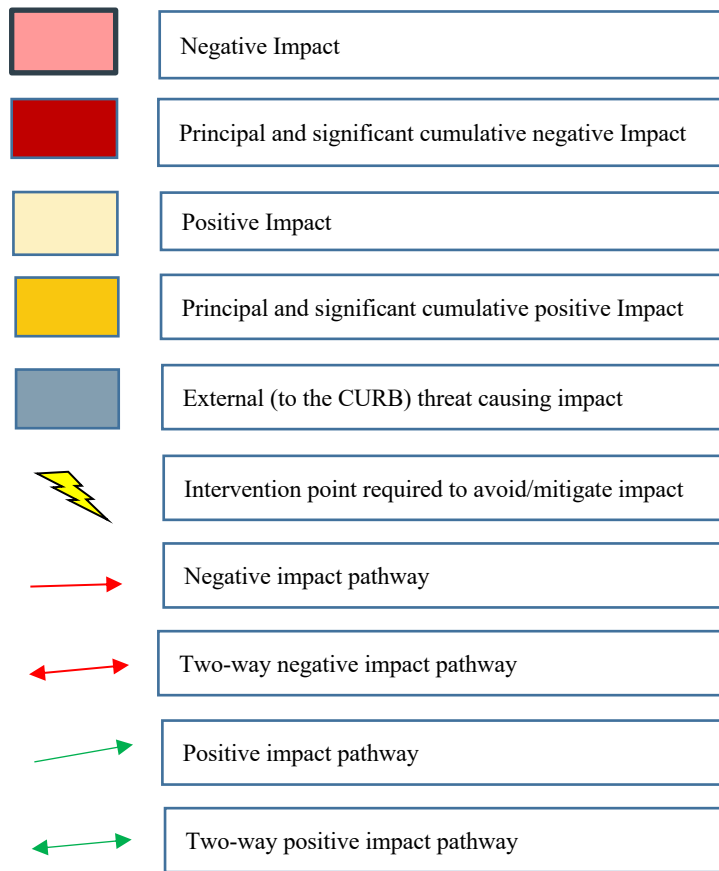 Negative Impact
Principal and significant cumulative negative Impact
Positive Impact
Principal and significant cumulative positive Impact
External (to the CURB) threat causing impact
Intervention point required to avoid/mitigate impact
Negative impact pathway
Two-way negative impact pathway
Positive impact pathway
Two-way positive impact pathway